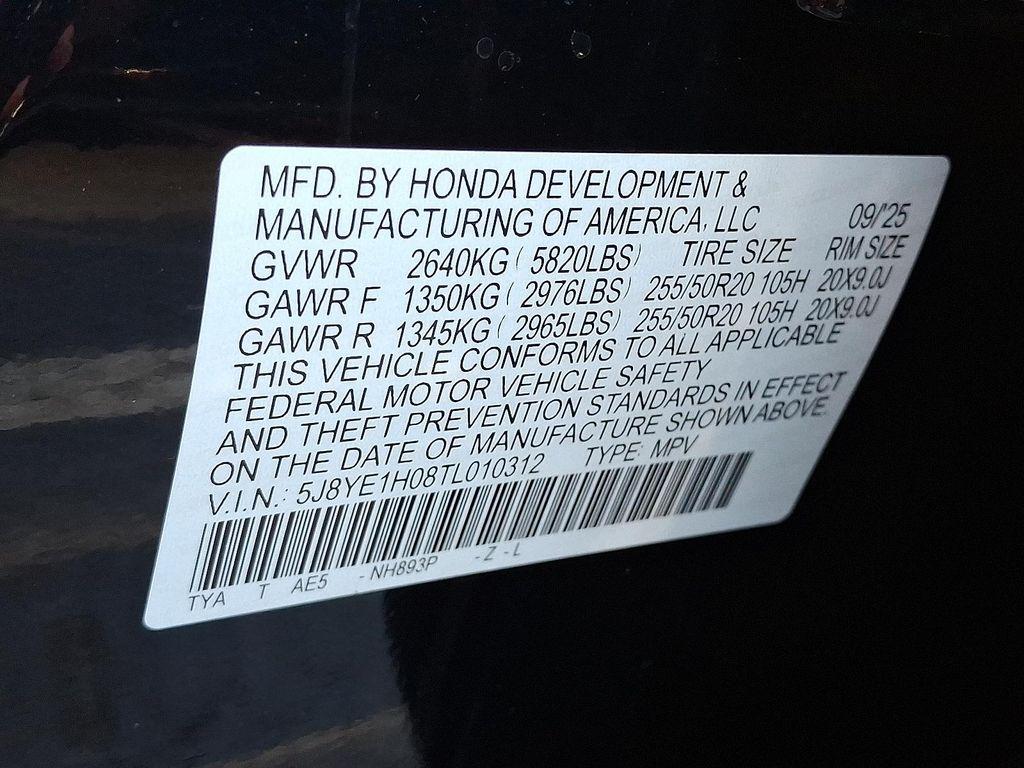 MFD. BY HONDA DEVELOPMENT &
MANUFACTURING OF AMERICA, LLC 09/'25
GVWR 2640KG ( 5820LBS) TIRE SIZE RIM SIZE
GAWR F 1350KG ( 2976LBS) 255/50R20 105H 20X9.0J
GAWR R 1345KG ( 2965LBS) 255/50R20 105H 20X9.0J
THIS VEHICLE CONFORMS TO ALL APPLICABLE
FEDERAL MOTOR VEHICLE SAFETY
AND THEFT PREVENTION STANDARDS IN EFFECT
ON THE DATE OF MANUFACTURE SHOWN ABOVE.
V.I.N.: 5J8YE1H08TL010312 TYPE: MPV
TYA T AE5 -NH893P -Z-L